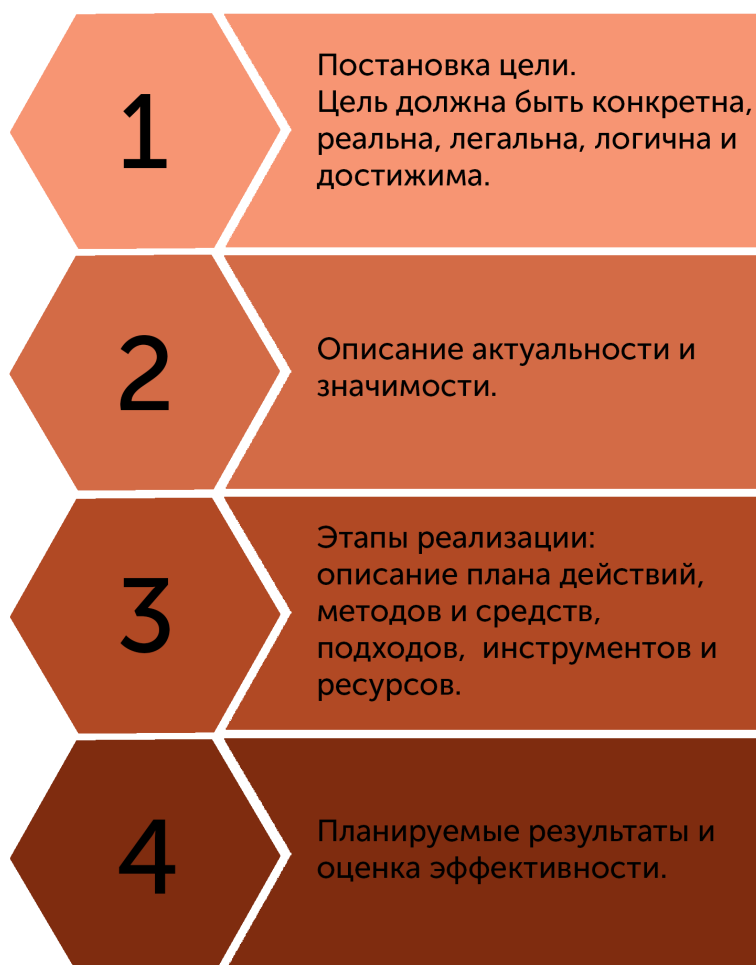 1
Постановка цели.
Цель должна быть конкретна,
реальна, легальна, логична и
достижима.
2
Описание актуальности и
значимости.
3
Этапы реализации:
описание плана действий,
методов и средств,
подходов,  инструментов и
ресурсов.
4
Планируемые результаты и
оценка эффективности.